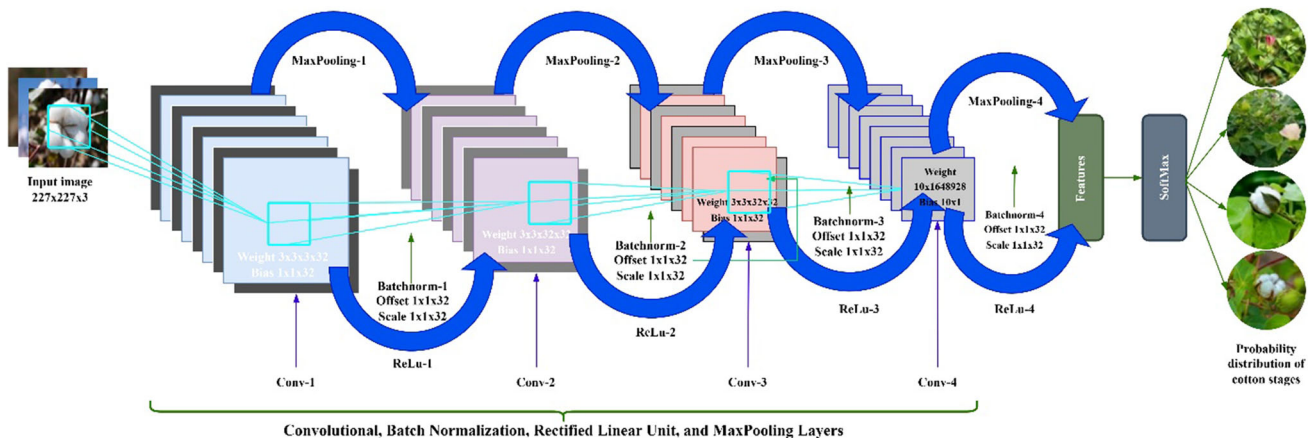 MaxPooling-1
MaxPooling-2
MaxPooling-3
MaxPooling-4
Input image
227x227x3
Weight 3x3x3x32
Bias 1x1x32
Batchnorm-1
Offset 1x1x32
Scale 1x1x32
Weight 3x3x32x32
Bias 1x1x32
Batchnorm-2
Offset 1x1x32
Scale 1x1x32
Weight 3x3x32x32
Bias 1x1x32
Batchnorm-3
Offset 1x1x32
Scale 1x1x32
Weight
10x1648928
Bias 10x1
Batchnorm-4
Offset 1x1x32
Scale 1x1x32
Features
SoftMax
ReLu-1
ReLu-2
ReLu-3
ReLu-4
Conv-1
Conv-2
Conv-3
Conv-4
Probability
distribution of
cotton stages
Convolutional, Batch Normalization, Rectified Linear Unit, and MaxPooling Layers